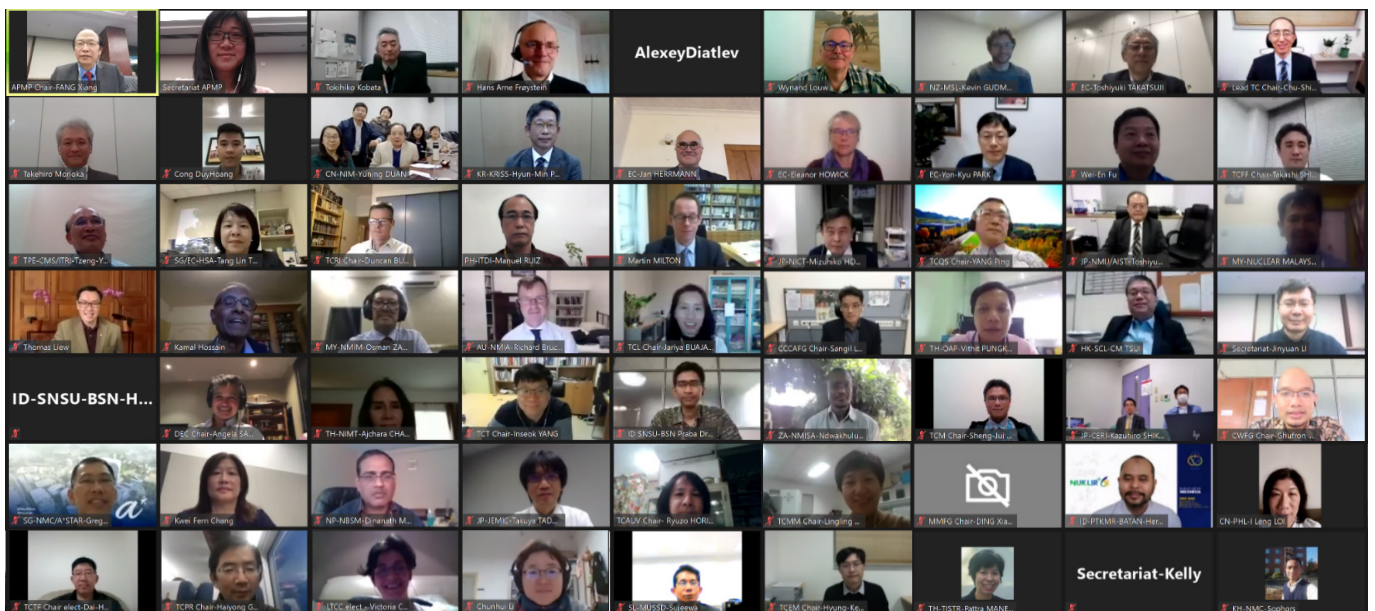 APMP Chair-FANG Xiang
Secretariat APMP
Tokihiko Kobata
Hans Arne Frøystein
AlexeyDiatlev
Wynand Louw
NZ-MSL-Kevin GUDM...
EC-Toshiyuki TAKATSUJI
Lead TC Chair-Chu-Shi...
Takehiro Morioka
Cong DuyHoang
CN-NIM-Yuning DUAN
KR-KRISS-Hyun-Min P...
EC-Jan HERRMANN
EC-Eleanor HOWICK
EC-Yon-Kyu PARK
Wei-En Fu
TCFF Chair-Takashi SHI...
TPE-CMS/ITRI-Tzeng-Y...
SG/EC-HSA-Tang Lin T...
TCRI Chair-Duncan BU...
PH-ITDI-Manuel RUIZ
Martin MILTON
JP-NICT-Mizuhiko HO...
TCQS Chair-YANG Ping
JP-NMIJ/AIST-Toshiyu...
MY-NUCLEAR MALAYS...
Thomas Liew
Kamal Hossain
MY-NMIM-Osman ZA...
AU-NMIA-Richard Bruc...
TCL Chair-Jariya BUAJA...
CCCAFG Chair-Sangil L...
TH-OAP-Vithit PUNGK...
HK-SCL-CM TSUI
Secretariat-Jinyuan LI
ID-SNSU-BSN-H...
DEC Chair-Angela SA...
TH-NIMT-Ajchara CHA...
TCT Chair-Inseok YANG
ID SNSU-BSN Praba Dr...
ZA-NMISA-Ndwakhulu...
TCM Chair-Sheng-Jui ...
JP-CERI-Kazuhiro SHIK...
CWFG Chair-Ghufron ...
SG-NMC/A*STAR-Greg...
Kwei Fern Chang
NP-NBSM-Dinanath M...
JP-JEMIC-Takuya TAD...
TCAUV Chair- Ryuzo HORI...
TCMM Chair-Lingling ...
MMFG Chair-DING Xia...
NUKLIR
ID-PTKMR-BATAN-Her...
CN-PHL-I Leng LOI
TCTF Chair elect-Dai-H...
TCPR Chair-Haiyong G...
LTCC elect - Victoria C...
Chunhui Li
SL-MUSSD-Sujeewa
TCEM Chair-Hyung-Ke...
TH-TISTR-Pattra MANE...
Secretariat-Kelly
KH-NMC-Sophors